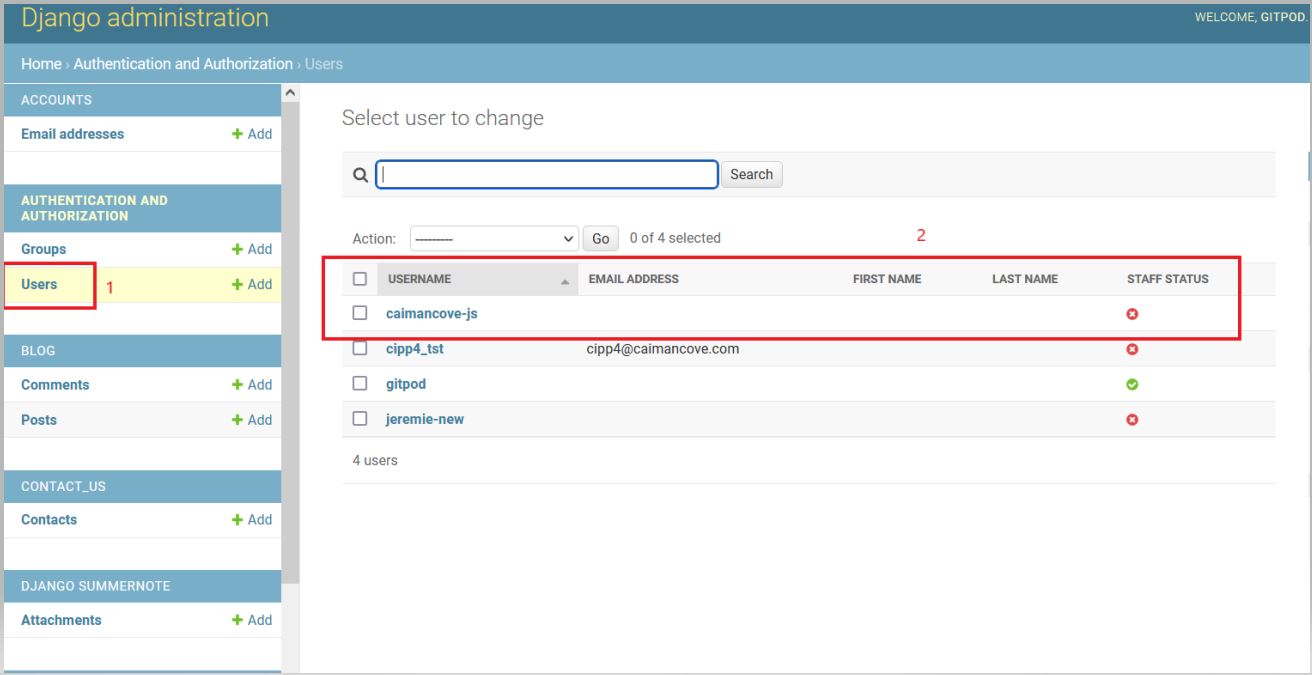 Django administration
WELCOME, GITPOD.
Home › Authentication and Authorization › Users
ACCOUNTS
Email addresses + Add
AUTHENTICATION AND
AUTHORIZATION
Groups + Add
Users 1 + Add
BLOG
Comments + Add
Posts + Add
CONTACT_US
Contacts + Add
DJANGO SUMMERNOTE
Attachments + Add
Select user to change
Search
Action: --------- Go 0 of 4 selected 2
USERNAME EMAIL ADDRESS FIRST NAME LAST NAME STAFF STATUS
caimancove-js
cipp4_tst cipp4@caimancove.com
gitpod
jeremie-new
4 users